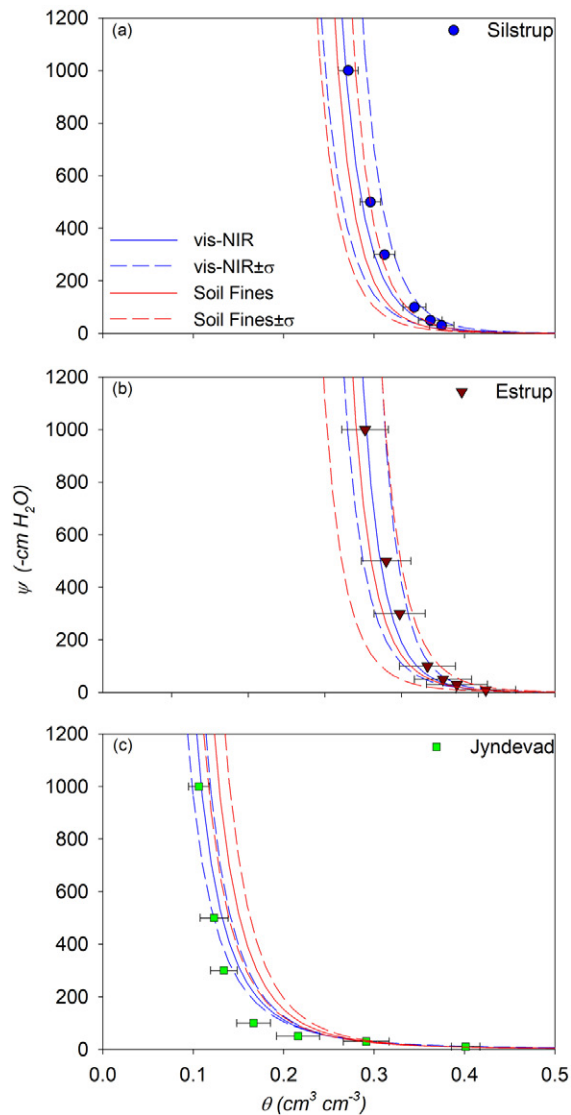 1200
(a)
Silstrup
1000
800
600
400
200
0
vis-NIR
vis-NIR±σ
Soil Fines
Soil Fines±σ
1200
(b)
Estrup
1000
800
600
400
200
0
ψ (-cm H₂O)
1200
(c)
Jyndevad
1000
800
600
400
200
0
0.0 0.1 0.2 0.3 0.4 0.5
θ (cm³ cm⁻³)